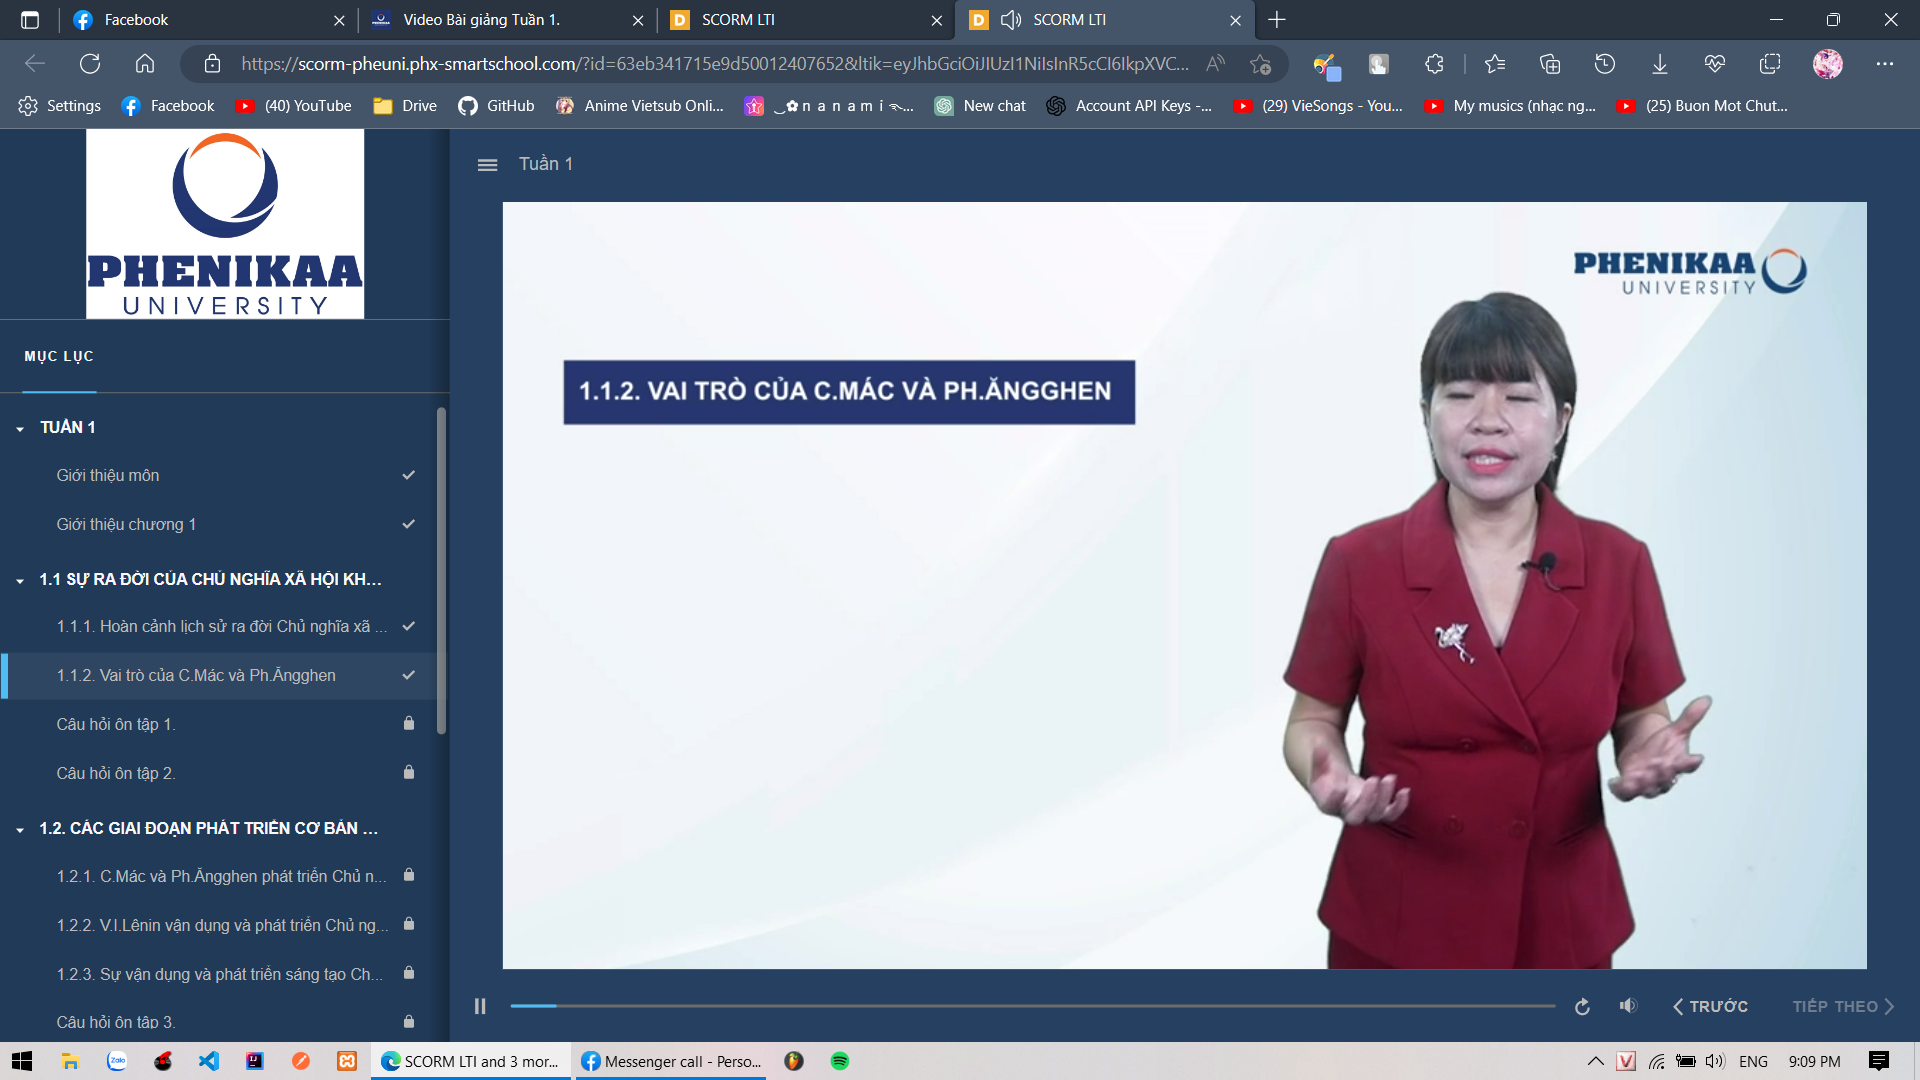 Facebook
Video Bài giảng Tuần 1.
SCORM LTI
SCORM LTI
https://scorm-pheuni.phx-smartschool.com/?id=63eb341715e9d50012407652&ltik=eyJhbGciOiJIUzI1NiIsInR5cCI6IkpXVC...
Settings
Facebook
(40) YouTube
Drive
GitHub
Anime Vietsub Onli...
n a n a m i
New chat
Account API Keys -...
(29) VieSongs - You...
My musics (nhạc ng...
(25) Buon Mot Chut...
PHENIKAA
UNIVERSITY
MỤC LỤC
TUẦN 1
Giới thiệu môn
Giới thiệu chương 1
1.1 SỰ RA ĐỜI CỦA CHỦ NGHĨA XÃ HỘI KH...
1.1.1. Hoàn cảnh lịch sử ra đời Chủ nghĩa xã ...
1.1.2. Vai trò của C.Mác và Ph.Ăngghen
Câu hỏi ôn tập 1.
Câu hỏi ôn tập 2.
1.2. CÁC GIAI ĐOẠN PHÁT TRIỂN CƠ BẢN ...
1.2.1. C.Mác và Ph.Ăngghen phát triển Chủ n...
1.2.2. V.I.Lênin vận dụng và phát triển Chủ ng...
1.2.3. Sự vận dụng và phát triển sáng tạo Ch...
Câu hỏi ôn tập 3.
Tuần 1
PHENIKAA
UNIVERSITY
1.1.2. VAI TRÒ CỦA C.MÁC VÀ PH.ĂNGGHEN
TRƯỚC
TIẾP THEO
Zalo
SCORM LTI and 3 mor...
Messenger call - Perso...
ENG
9:09 PM